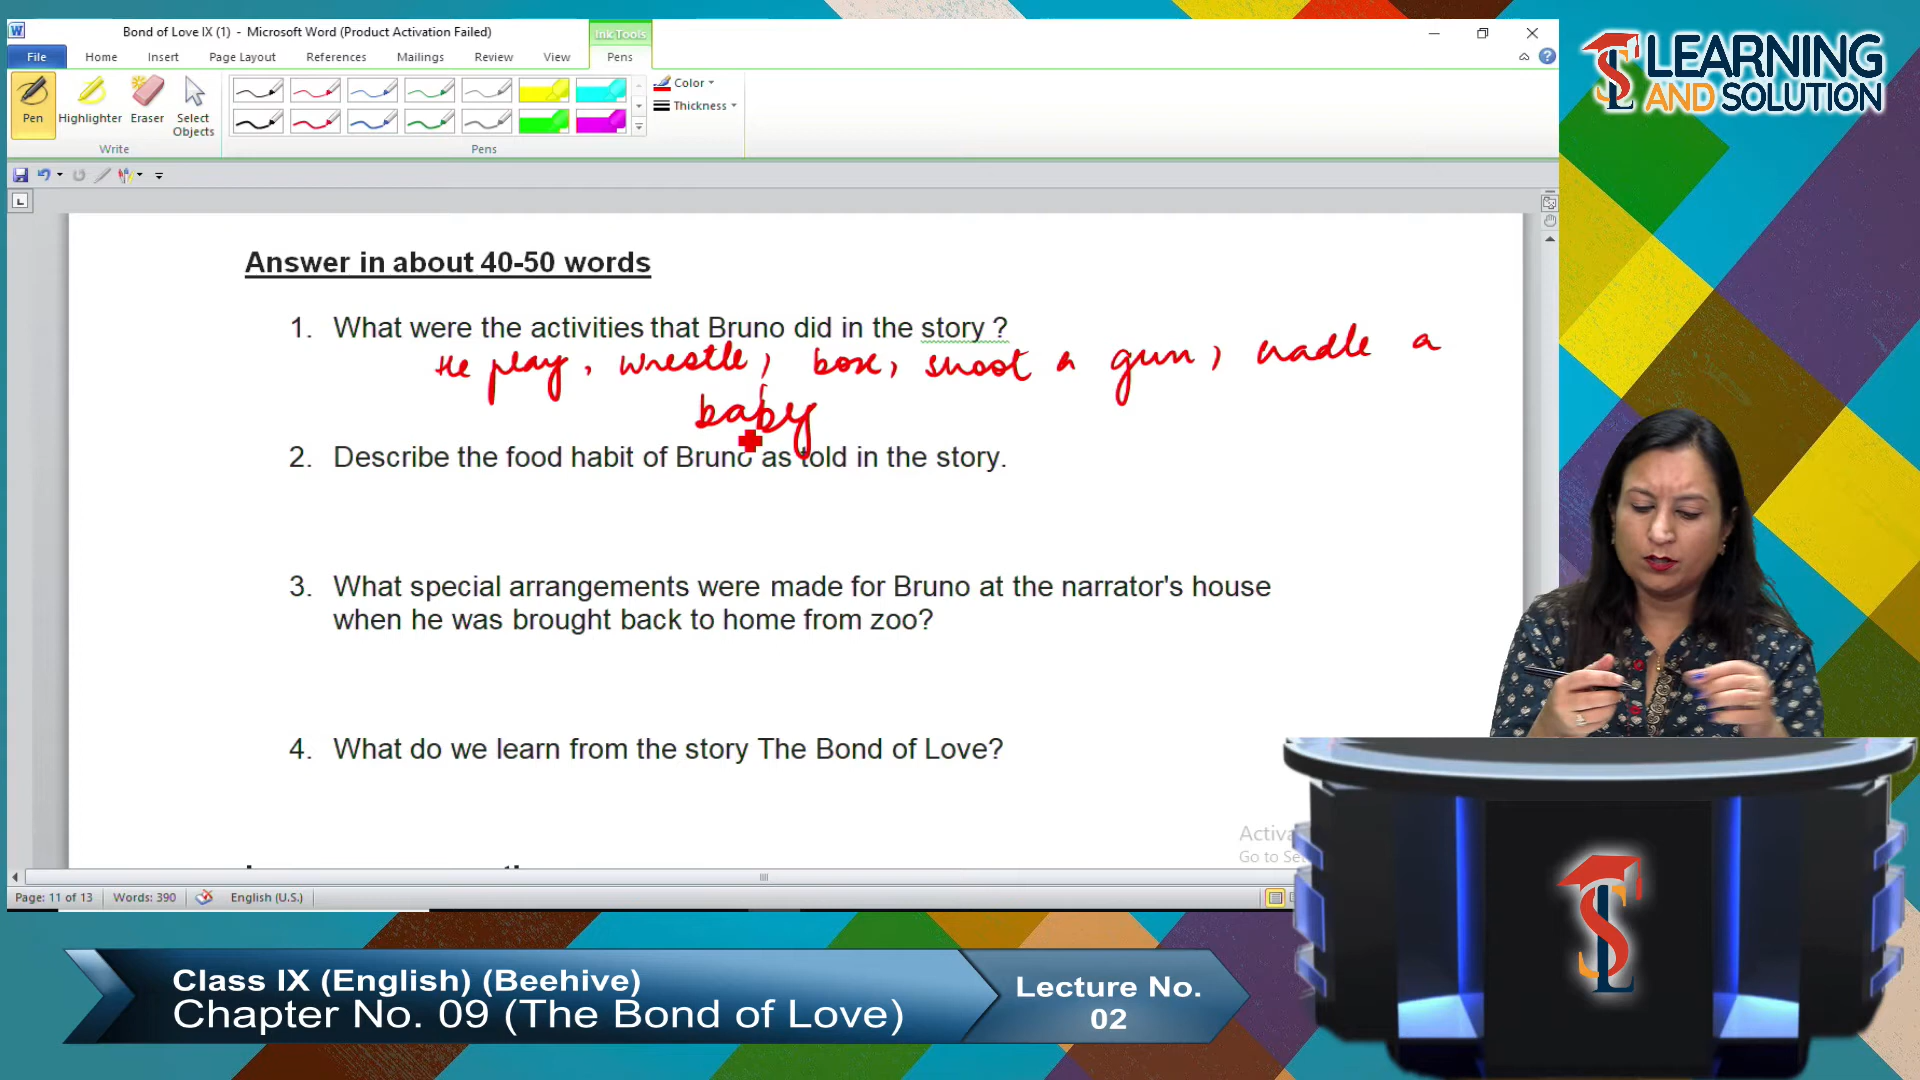 Bond of Love IX (1) - Microsoft Word (Product Activation Failed)
Ink Tools
File Home Insert Page Layout References Mailings Review View Pens
Pen Highlighter Eraser Select Objects
Color
Thickness
Write
Pens
LEARNING
AND SOLUTION
Answer in about 40-50 words
1. What were the activities that Bruno did in the story ?
He play, wrestle, box, shoot a gun, cradle a
baby
2. Describe the food habit of Bruno as told in the story.
3. What special arrangements were made for Bruno at the narrator's house
when he was brought back to home from zoo?
4. What do we learn from the story The Bond of Love?
Activa
Go to Se
Page: 11 of 13 Words: 390 English (U.S.)
Class IX (English) (Beehive)
Chapter No. 09 (The Bond of Love)
Lecture No.
02